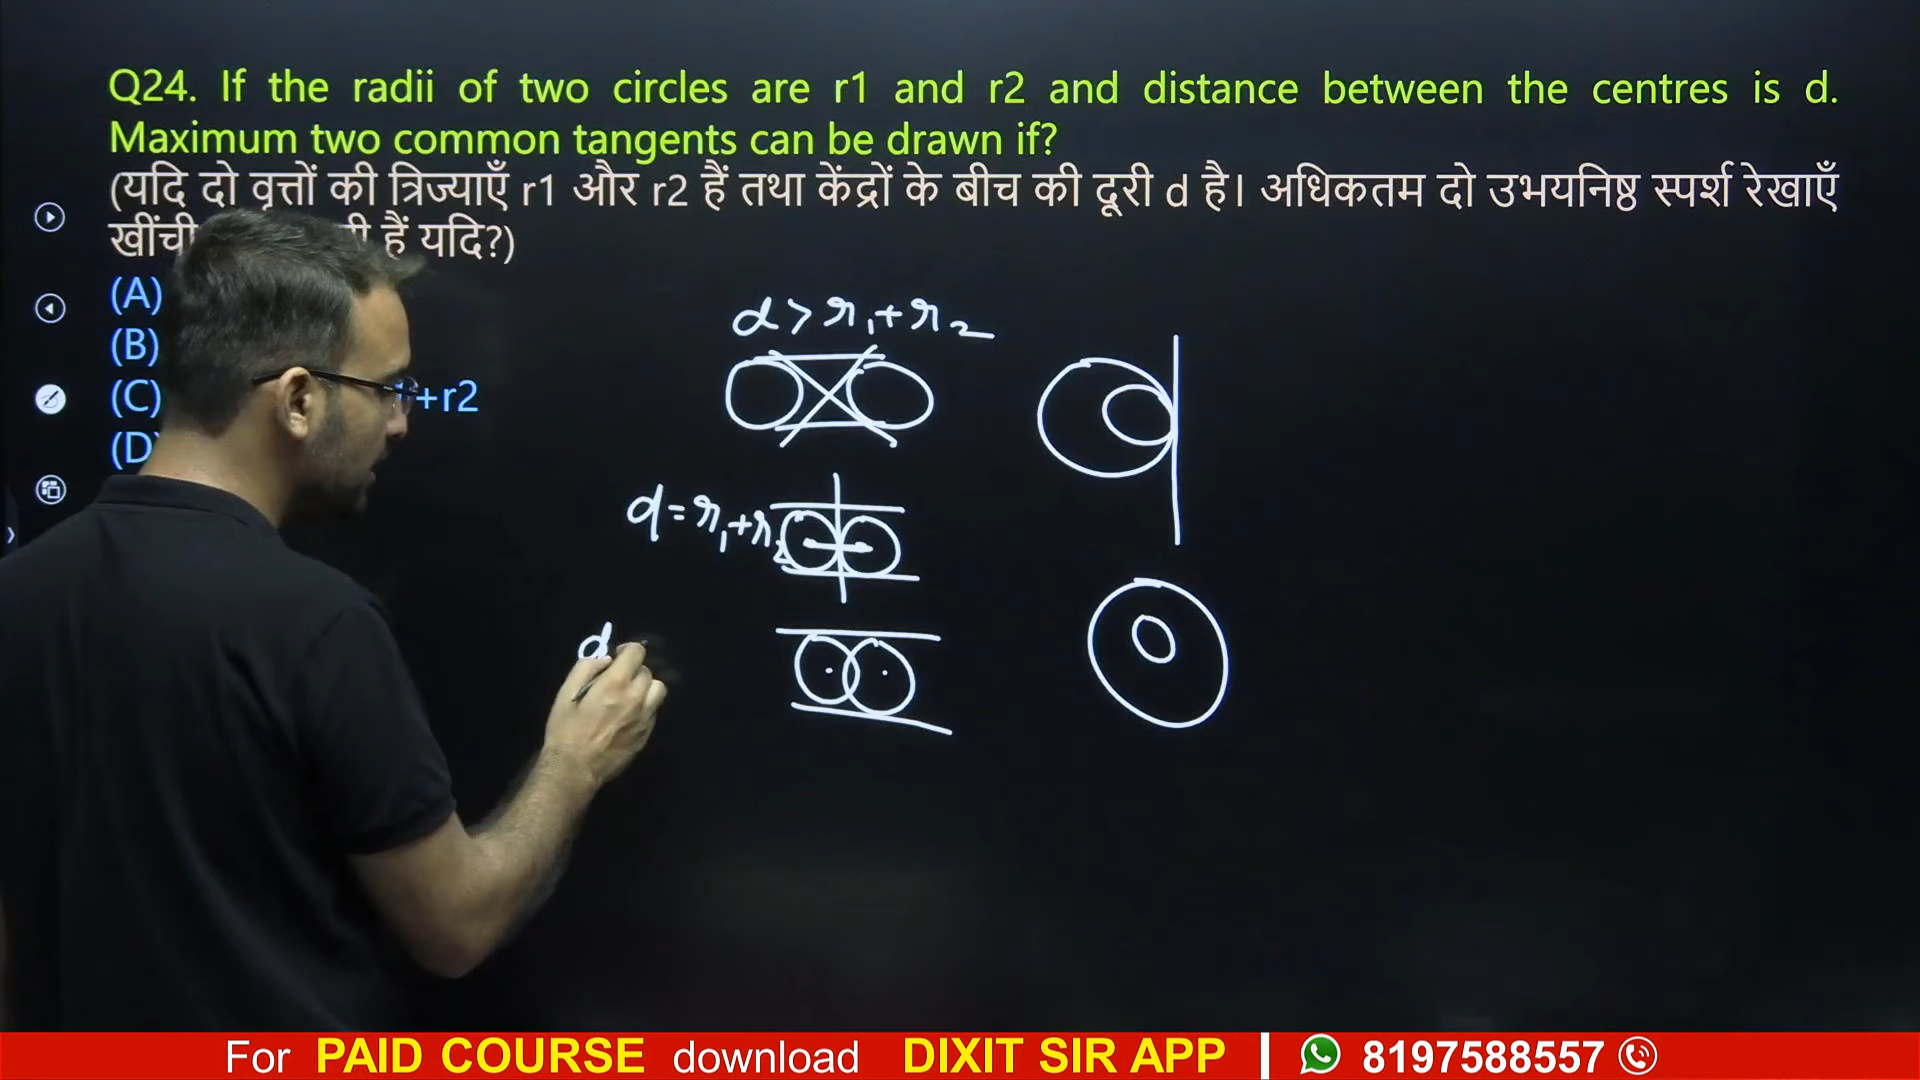 Q24. If the radii of two circles are r1 and r2 and distance between the centres is d.
Maximum two common tangents can be drawn if?
(यदि दो वृत्तों की त्रिज्याएँ r1 और r2 हैं तथा केंद्रों के बीच की दूरी d है। अधिकतम दो उभयनिष्ठ स्पर्श रेखाएँ
खींची हैं यदि?)
(A)
(B)
(C) +r2
(D)
d > r₁ + r₂
d = r₁ + r₂
d
For PAID COURSE download DIXIT SIR APP | 8197588557